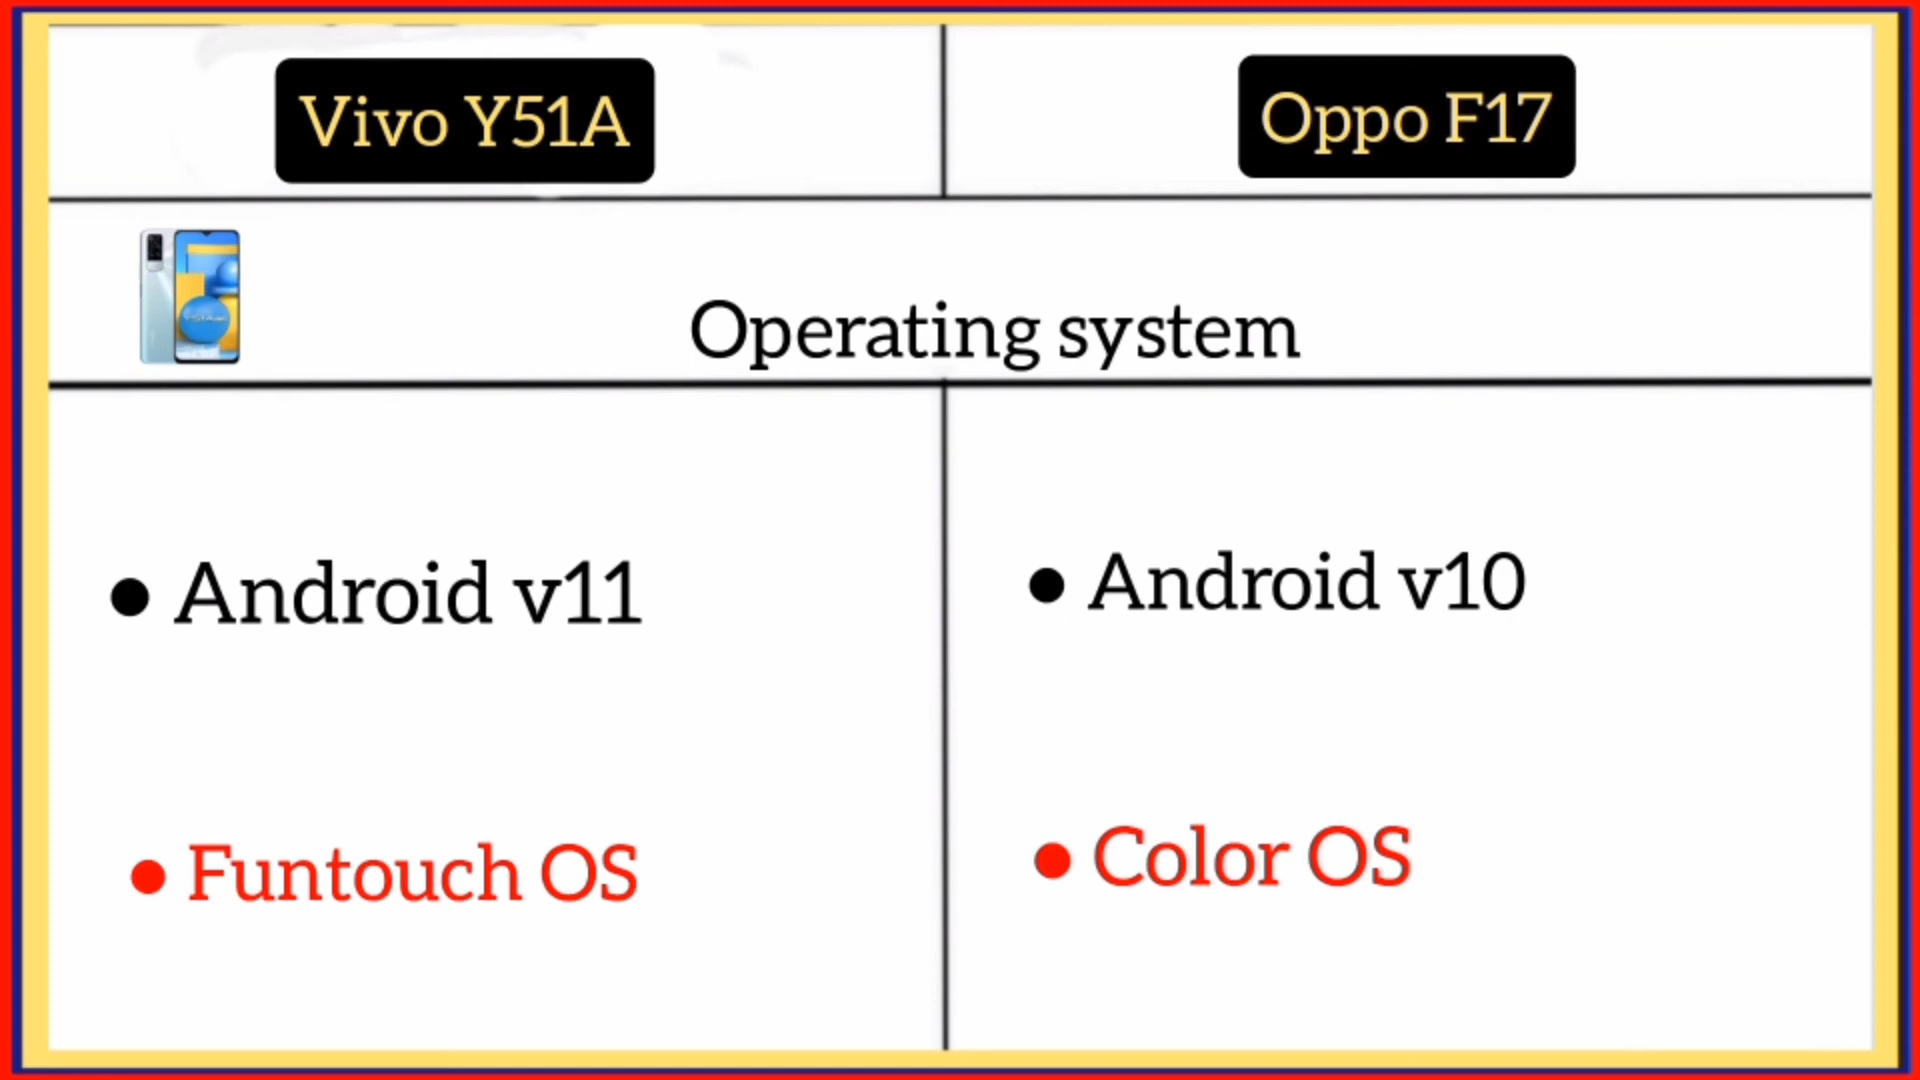 Vivo Y51A
Oppo F17
Operating system
• Android v11
• Android v10
• Funtouch OS
• Color OS